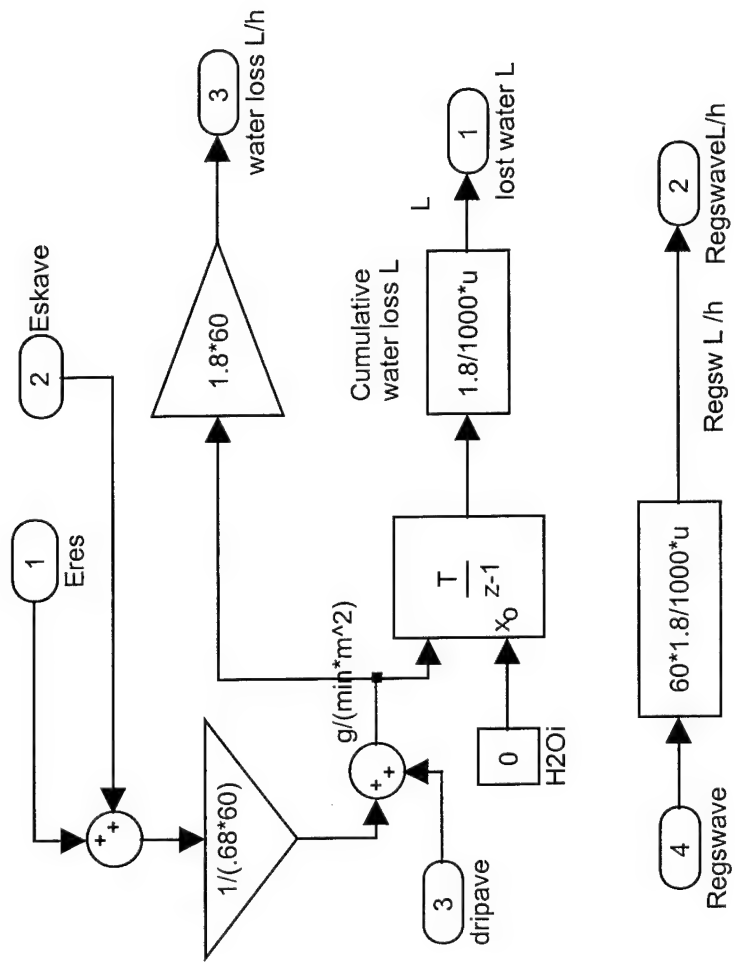 1
Eres
2
Eskave
+
+
1/(.68*60)
+
+
g/(min*m^2)
3
dripave
1.8*60
3
water loss L/h
0
H2Oi
T
z-1
xo
Cumulative
water loss L
1.8/1000*u
L
1
lost water L
4
Regswave
60*1.8/1000*u
Regsw L /h
2
RegswaveL/h